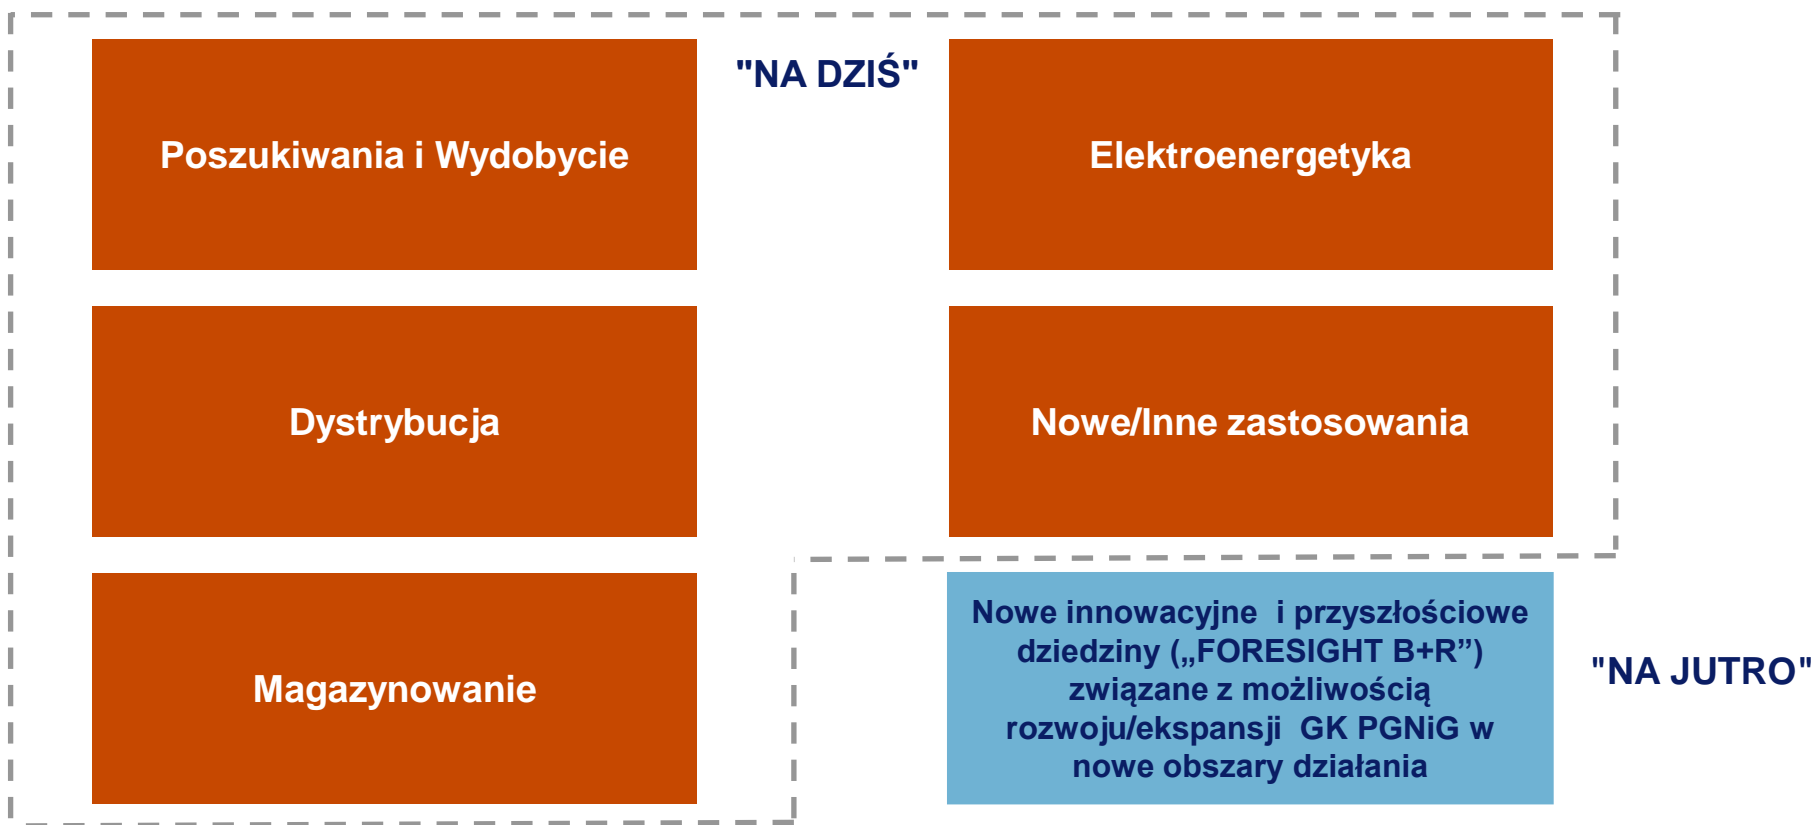 "NA DZIŚ"
Poszukiwania i Wydobycie
Elektroenergetyka
Dystrybucja
Nowe/Inne zastosowania
Magazynowanie
Nowe innowacyjne  i przyszłościowe
dziedziny („FORESIGHT B+R”)
związane z możliwością
rozwoju/ekspansji  GK PGNiG w
nowe obszary działania
"NA JUTRO"